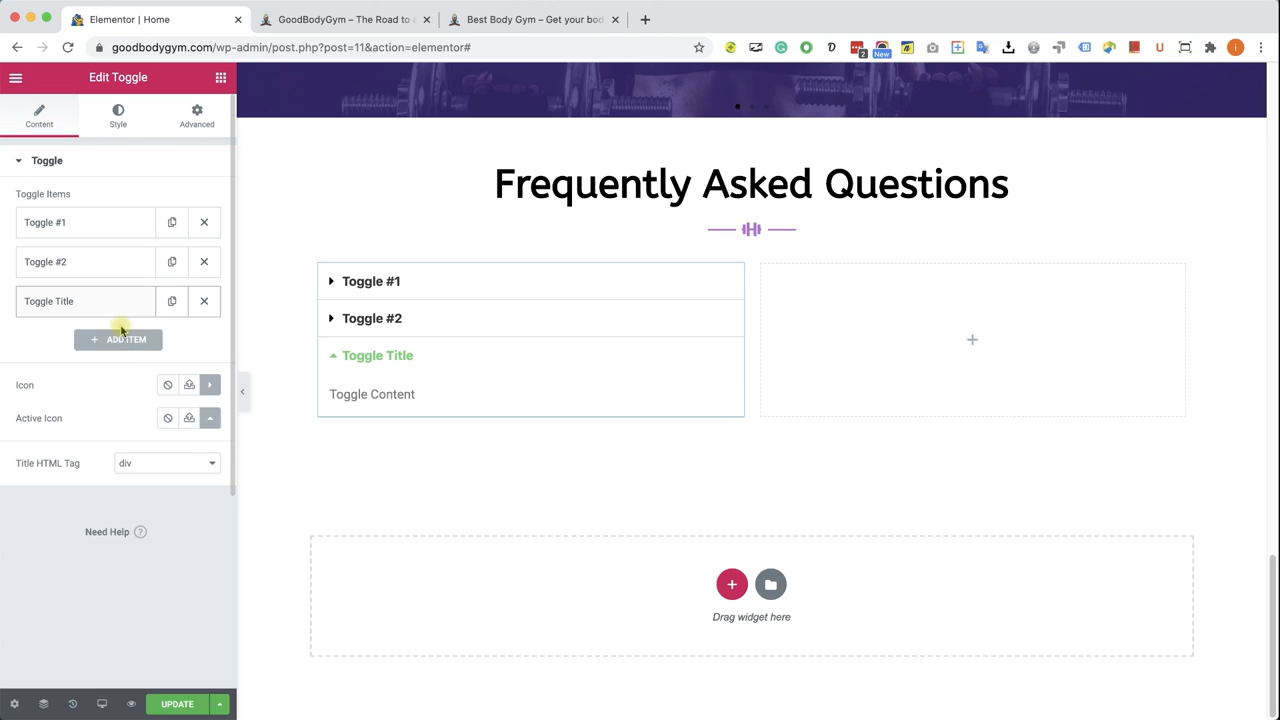 Elementor | Home
GoodBodyGym – The Road to a
Best Body Gym – Get your bod
goodbodygym.com/wp-admin/post.php?post=11&action=elementor#
2
New
Edit Toggle
Content
Style
Advanced
Toggle
Toggle Items
Toggle #1
Toggle #2
Toggle Title
ADD ITEM
Icon
Active Icon
Title HTML Tag
div
Need Help ?
UPDATE
Frequently Asked Questions
Toggle #1
Toggle #2
Toggle Title
Toggle Content
Drag widget here